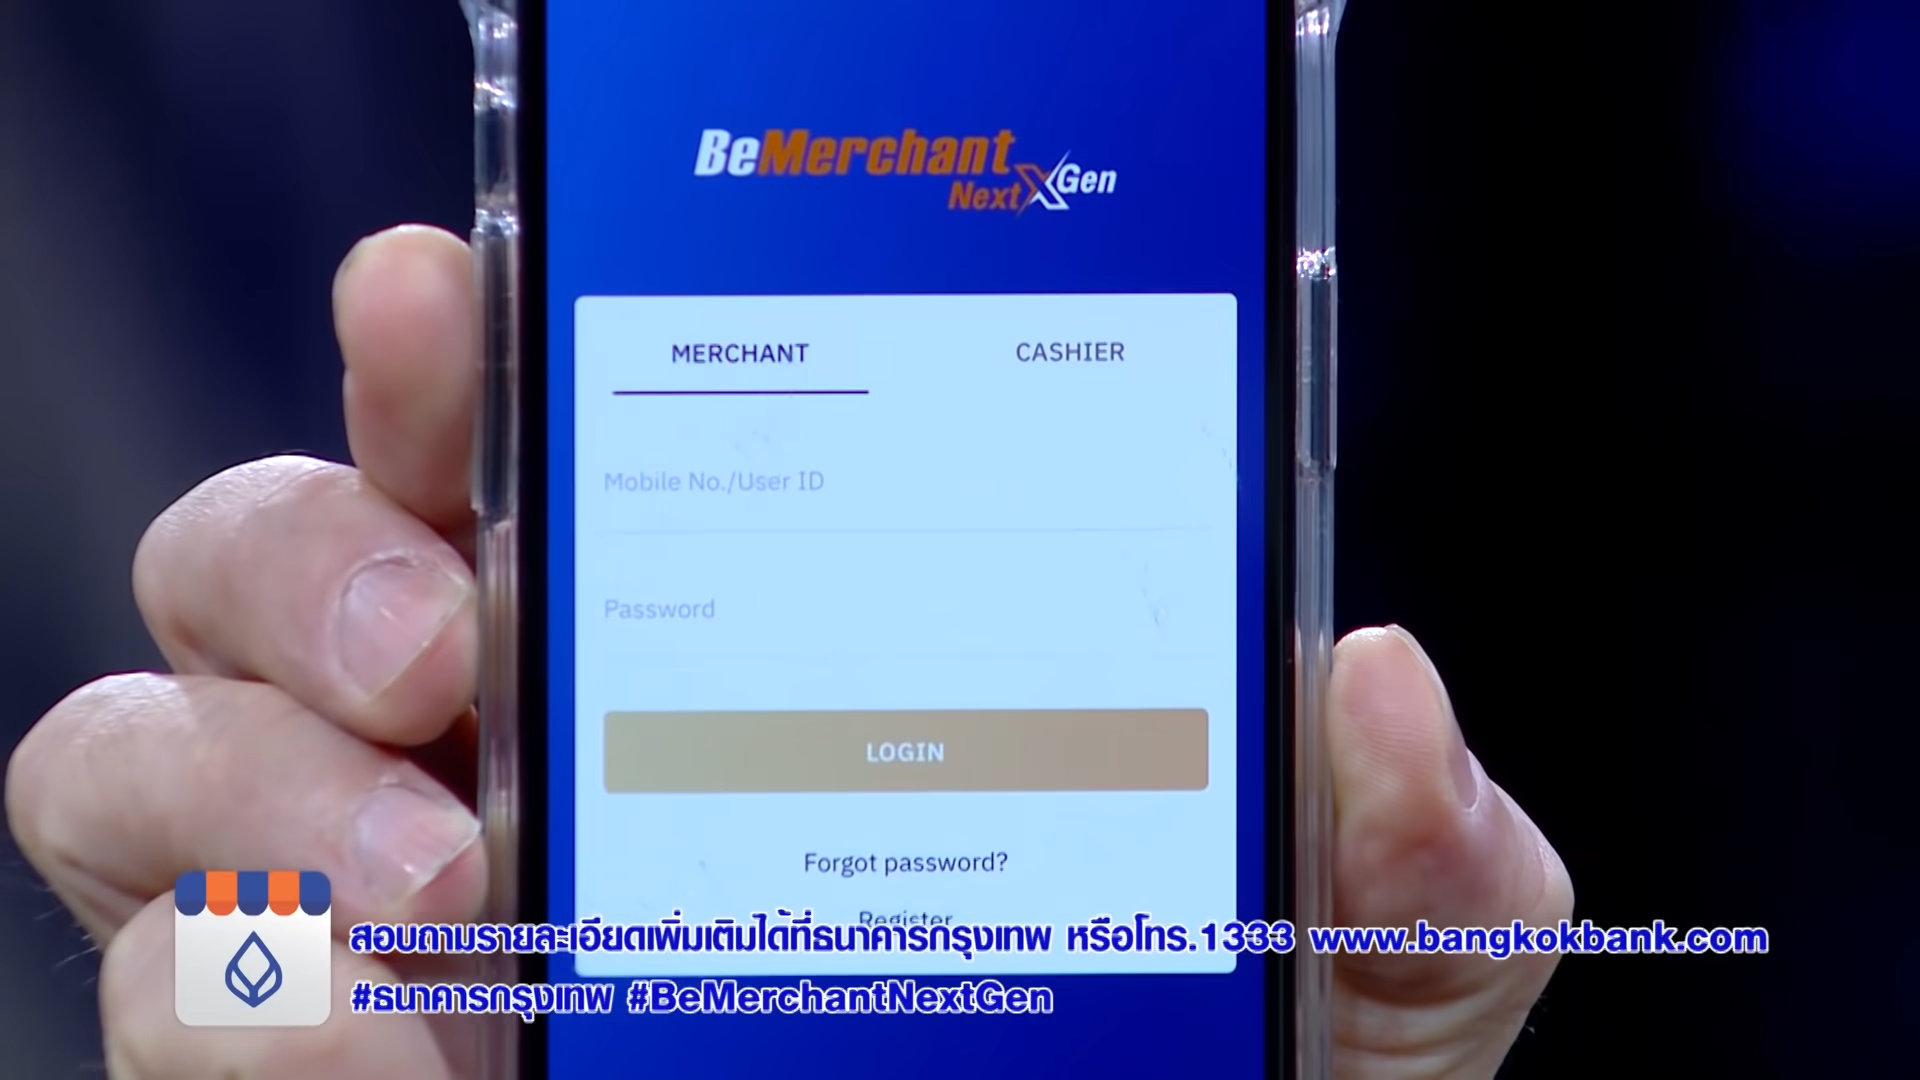 BeMerchant
NextXGen
MERCHANT CASHIER
Mobile No./User ID
Password
LOGIN
Forgot password?
Register
สอบถามรายละเอียดเพิ่มเติมได้ที่ธนาคารกรุงเทพ หรือโทร.1333 www.bangkokbank.com
#ธนาคารกรุงเทพ #BeMerchantNextGen